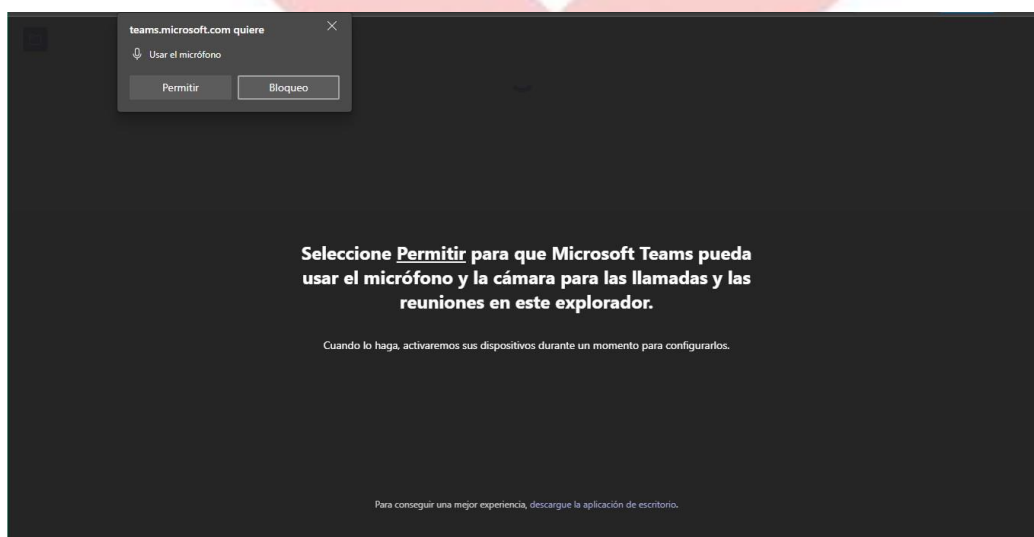 teams.microsoft.com quiere
Usar el micrófono
Permitir
Bloqueo
Seleccione Permitir para que Microsoft Teams pueda
usar el micrófono y la cámara para las llamadas y las
reuniones en este explorador.
Cuando lo haga, activaremos sus dispositivos durante un momento para configurarlos.
Para conseguir una mejor experiencia, descargue la aplicación de escritorio.